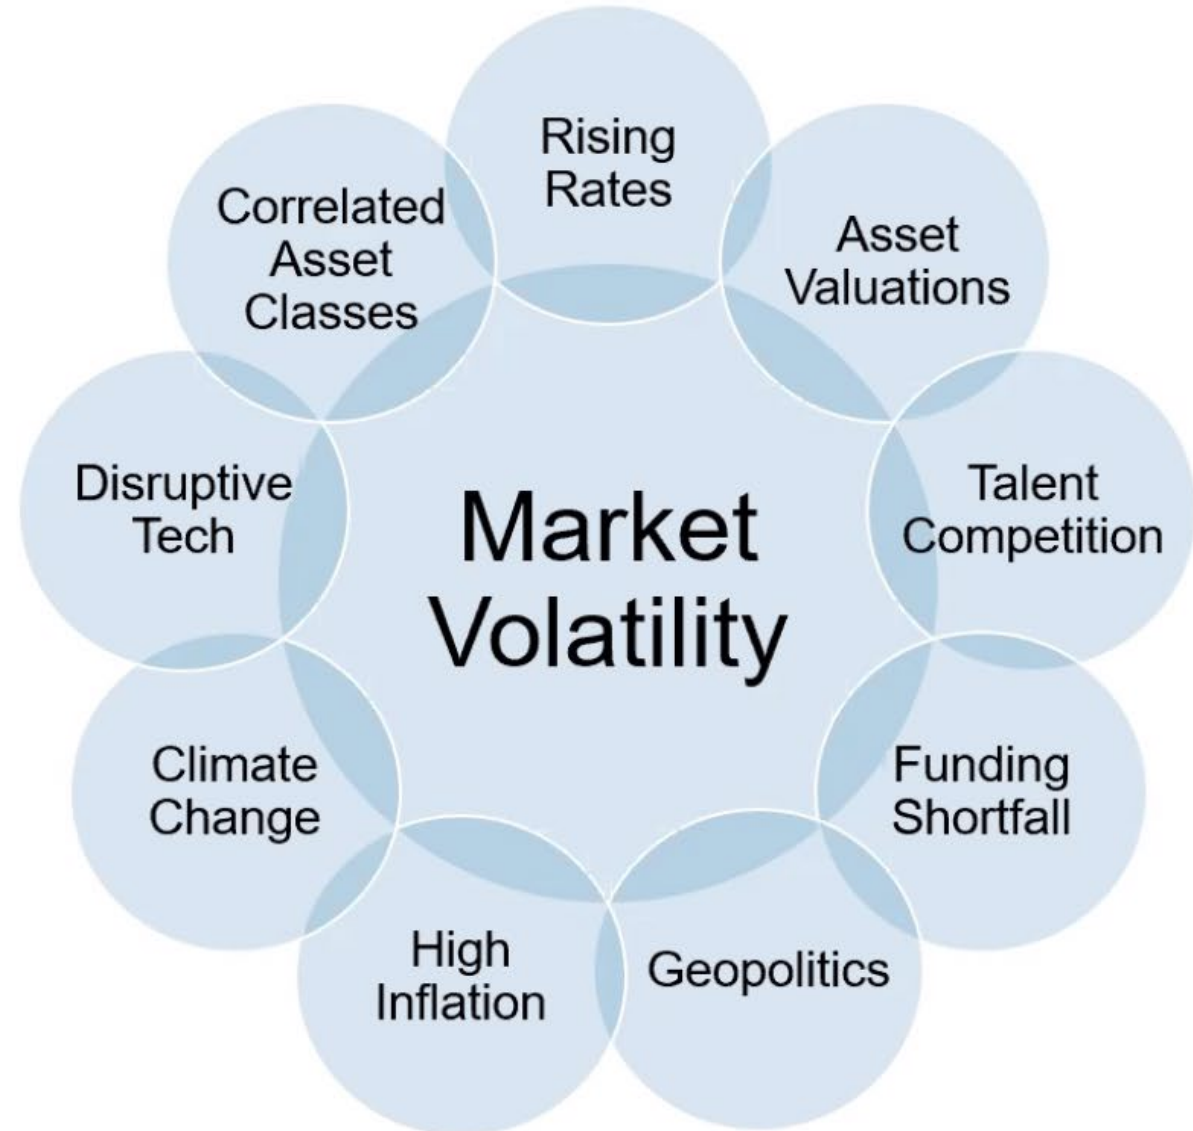 Rising
Rates
Asset
Valuations
Talent
Competition
Funding
Shortfall
Geopolitics
High
Inflation
Climate
Change
Disruptive
Tech
Correlated
Asset
Classes
Market
Volatility